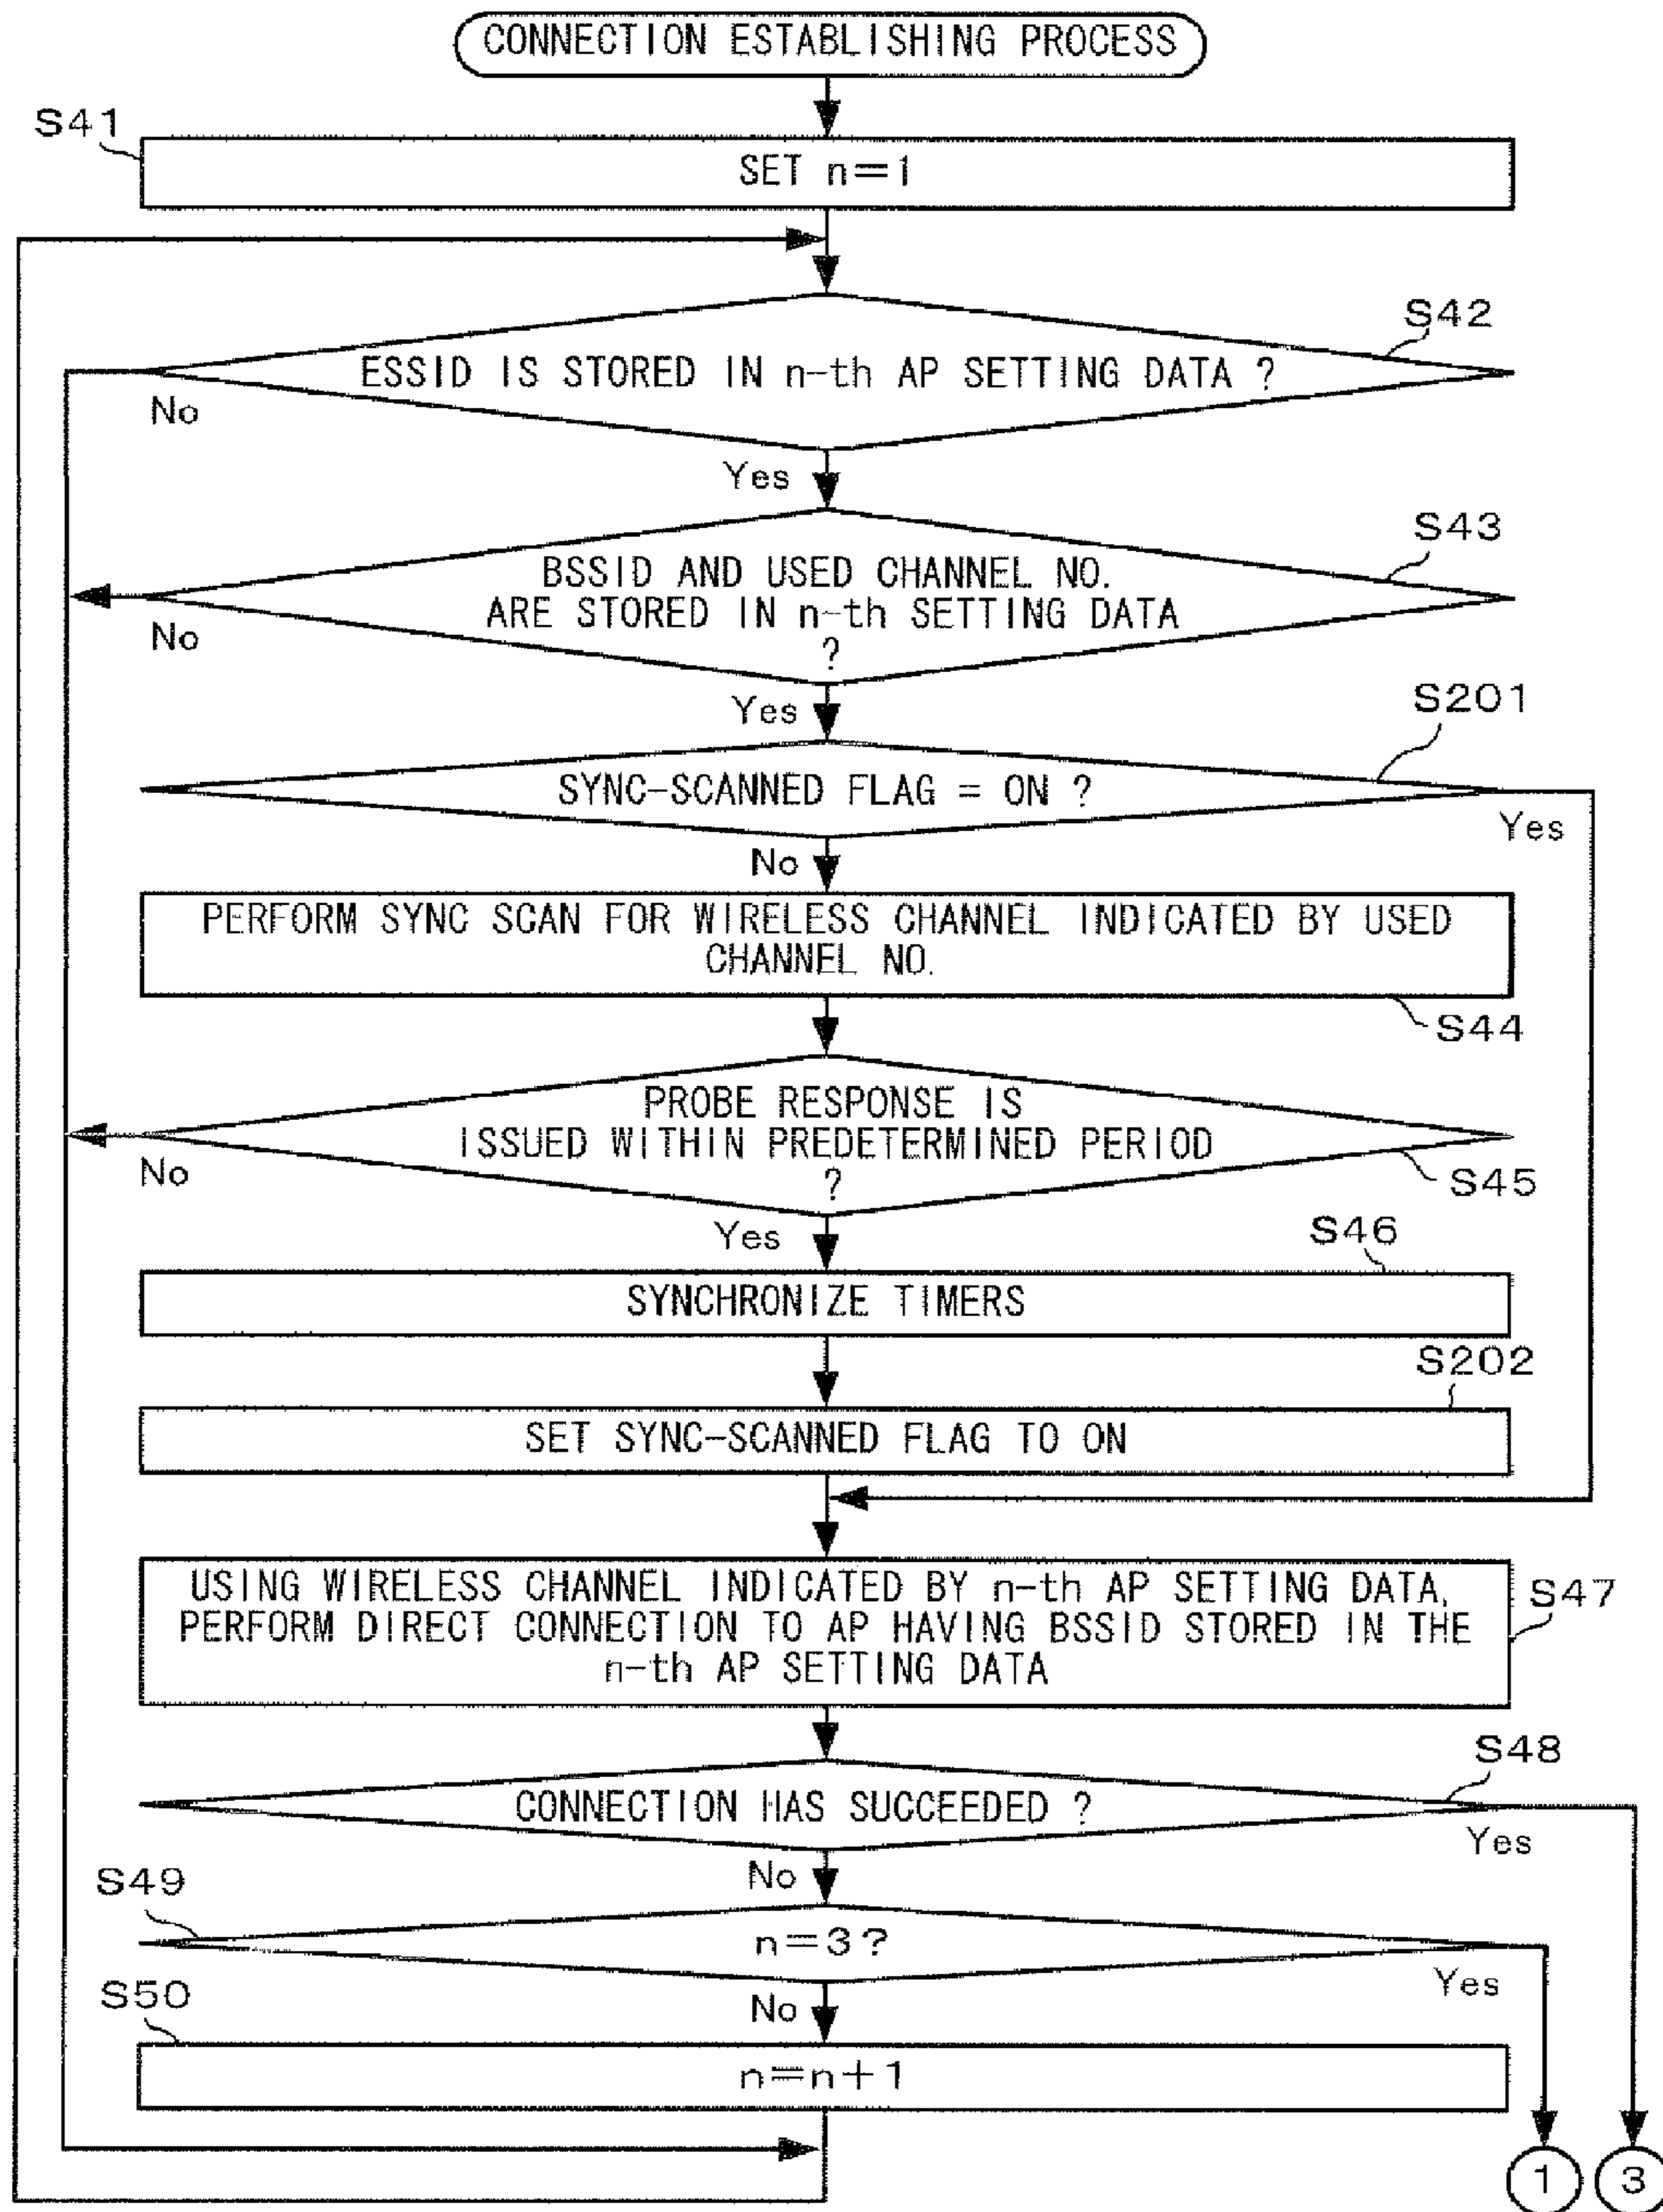 CONNECTION ESTABLISHING PROCESS
S41
SET n=1
S42
ESSID IS STORED IN n-th AP SETTING DATA ?
No
Yes
S43
BSSID AND USED CHANNEL NO.
ARE STORED IN n-th SETTING DATA
?
No
Yes
S201
SYNC-SCANNED FLAG = ON ?
Yes
No
PERFORM SYNC SCAN FOR WIRELESS CHANNEL INDICATED BY USED
CHANNEL NO.
S44
PROBE RESPONSE IS
ISSUED WITHIN PREDETERMINED PERIOD
?
No
S45
Yes
S46
SYNCHRONIZE TIMERS
S202
SET SYNC-SCANNED FLAG TO ON
USING WIRELESS CHANNEL INDICATED BY n-th AP SETTING DATA,
PERFORM DIRECT CONNECTION TO AP HAVING BSSID STORED IN THE
n-th AP SETTING DATA
S47
S48
CONNECTION HAS SUCCEEDED ?
Yes
No
S49
n=3?
Yes
No
S50
n=n+1
1
3